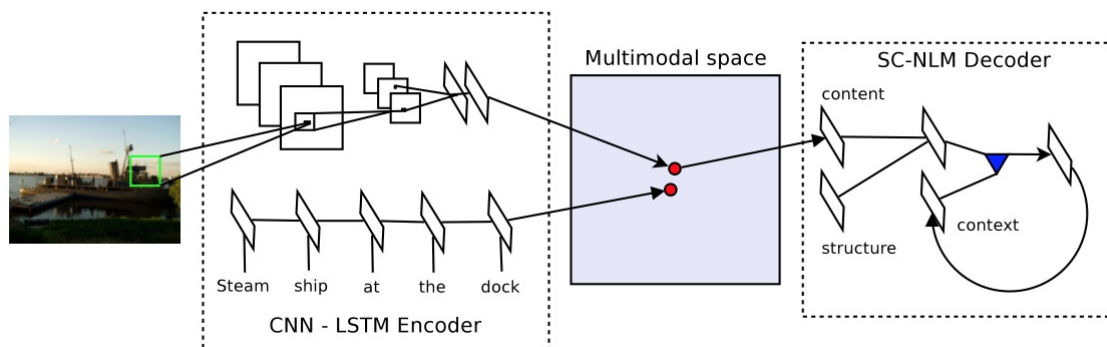 Steam ship at the dock
CNN - LSTM Encoder
Multimodal space
SC-NLM Decoder
content
structure
context